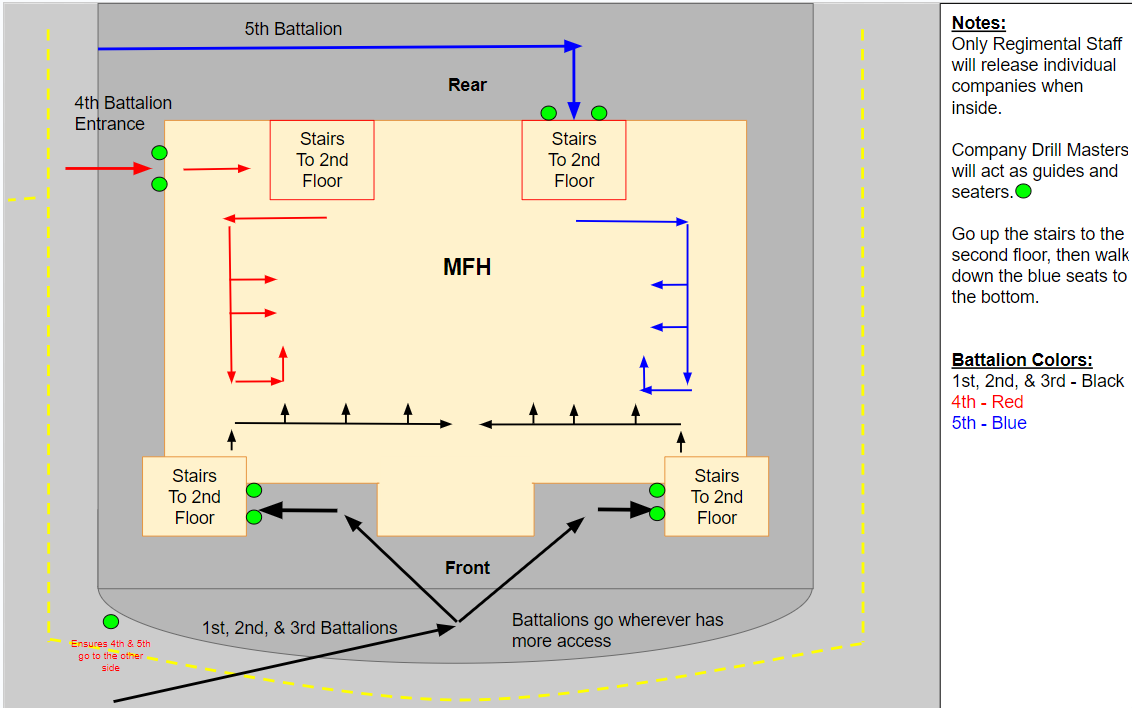 5th Battalion
Rear
4th Battalion
Entrance
Stairs
To 2nd
Floor
Stairs
To 2nd
Floor
MFH
Stairs
To 2nd
Floor
Stairs
To 2nd
Floor
Front
1st, 2nd, & 3rd Battalions
Battalions go wherever has
more access
Ensures 4th & 5th
go to the other
side
Notes:
Only Regimental Staff
will release individual
companies when
inside.
Company Drill Masters
will act as guides and
seaters.
Go up the stairs to the
second floor, then walk
down the blue seats to
the bottom.
Battalion Colors:
1st, 2nd, & 3rd - Black
4th - Red
5th - Blue